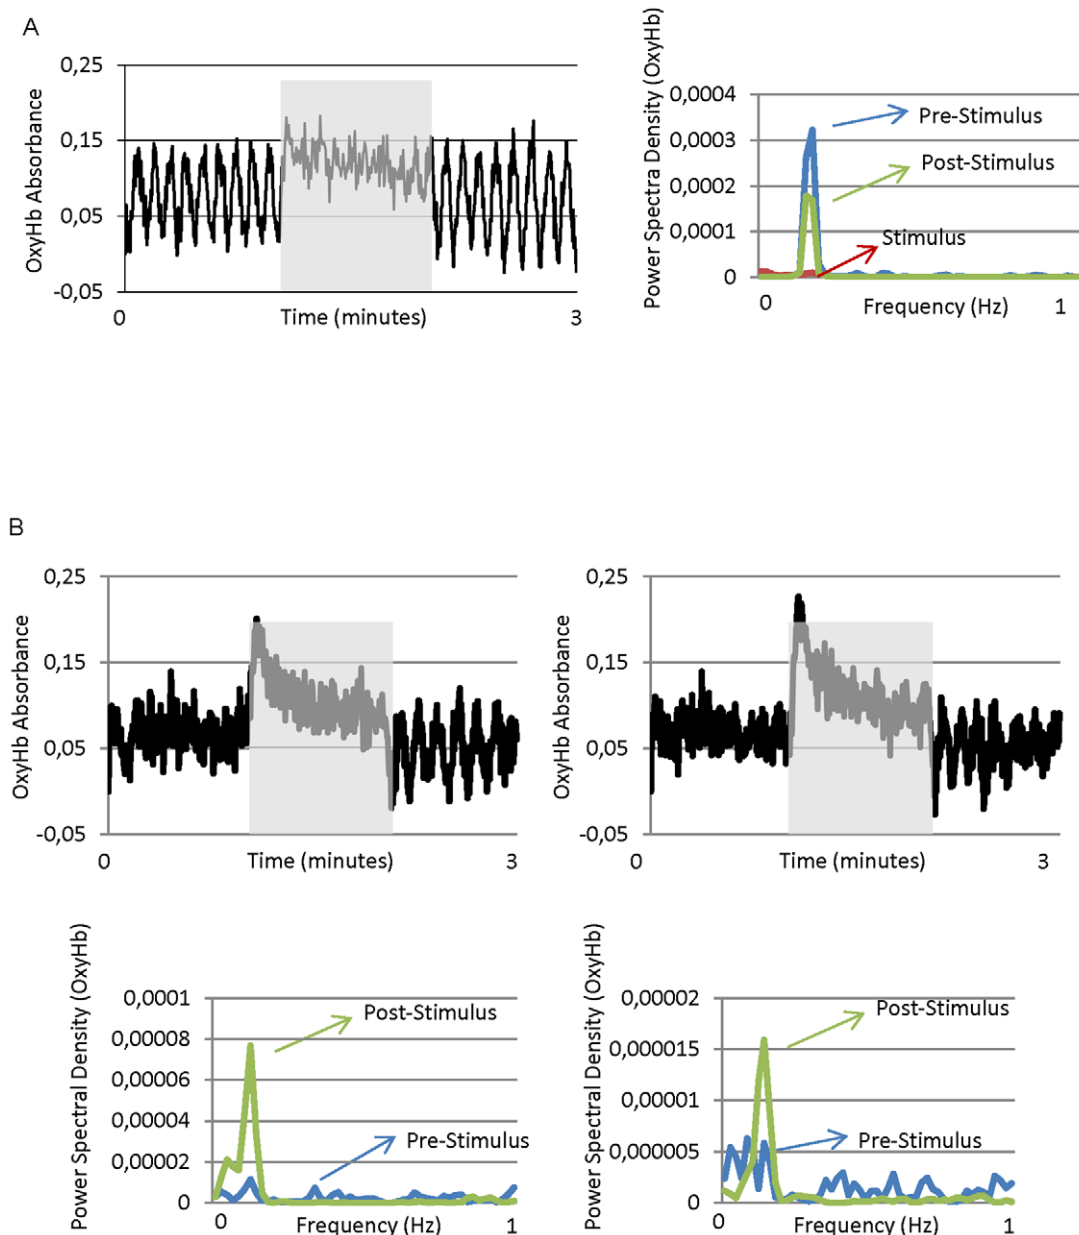 A
OxyHb Absorbance
0,25
0,15
0,05
-0,05
0
Time (minutes)
3
Power Spectral Density (OxyHb)
0,0004
0,0003
0,0002
0,0001
0
Pre-Stimulus
Post-Stimulus
Stimulus
0
Frequency (Hz)
1
B
OxyHb Absorbance
0,25
0,15
0,05
-0,05
0
Time (minutes)
3
OxyHb Absorbance
0,25
0,15
0,05
-0,05
0
Time (minutes)
3
Power Spectral Density (OxyHb)
0,0001
0,00008
0,00006
0,00004
0,00002
0
Post-Stimulus
Pre-Stimulus
0
Frequency (Hz)
1
Power Spectral Density (OxyHb)
0,00002
0,000015
0,00001
0,000005
0
Post-Stimulus
Pre-Stimulus
0
Frequency (Hz)
1